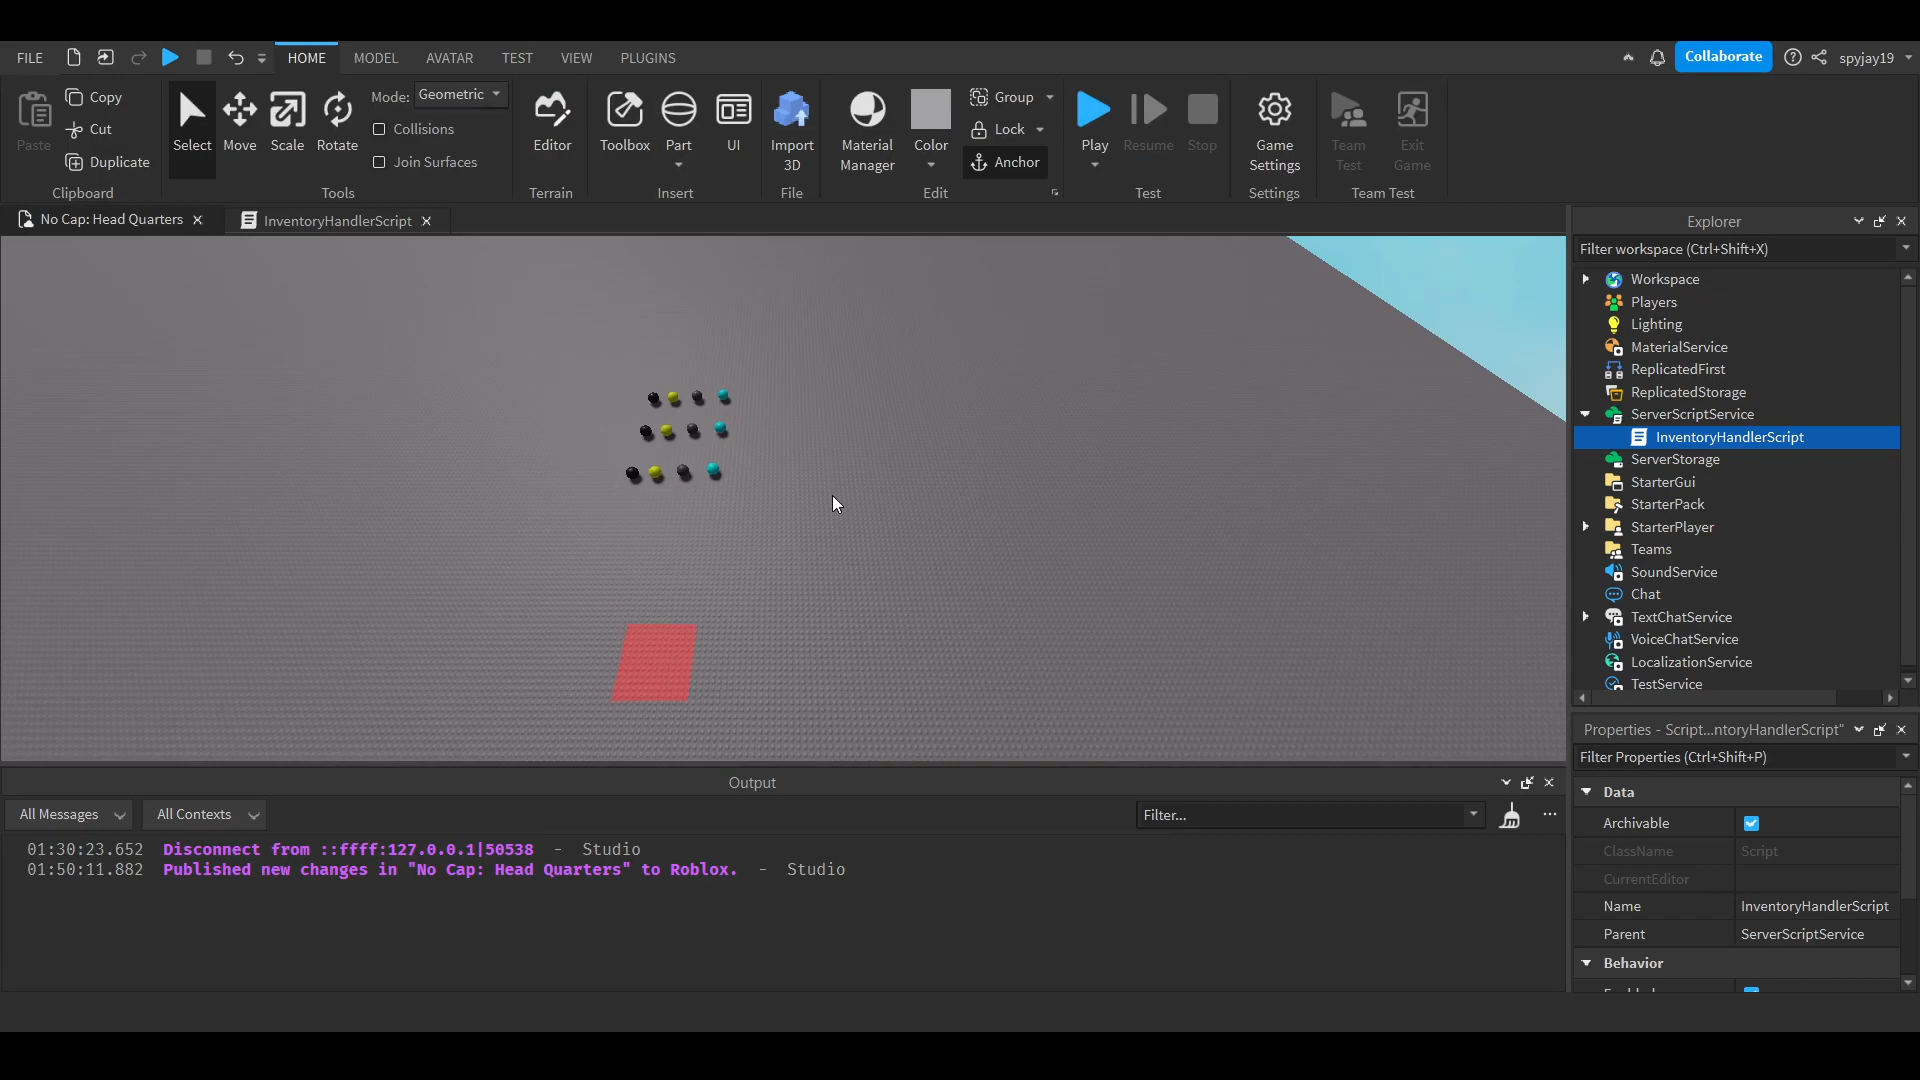 FILE HOME MODEL AVATAR TEST VIEW PLUGINS Collaborate spyjay19
Paste Copy Cut Duplicate Clipboard
Select Move Scale Rotate Mode: Geometric Collisions Join Surfaces Tools
Editor Terrain
Toolbox Part UI Insert
Import 3D File
Material Manager Color Group Lock Anchor Edit
Play Resume Stop Test
Game Settings Settings
Team Test Exit Game Team Test
No Cap: Head Quarters InventoryHandlerScript
Explorer
Filter workspace (Ctrl+Shift+X)
Workspace
Players
Lighting
MaterialService
ReplicatedFirst
ReplicatedStorage
ServerScriptService
InventoryHandlerScript
ServerStorage
StarterGui
StarterPack
StarterPlayer
Teams
SoundService
Chat
TextChatService
VoiceChatService
LocalizationService
TestService
Properties - Script...ntoryHandlerScript"
Filter Properties (Ctrl+Shift+P)
Data
Archivable
ClassName Script
CurrentEditor
Name InventoryHandlerScript
Parent ServerScriptService
Behavior
Output
All Messages All Contexts Filter...
01:30:23.652 Disconnect from ::ffff:127.0.0.1|50538 - Studio
01:50:11.882 Published new changes in "No Cap: Head Quarters" to Roblox. - Studio